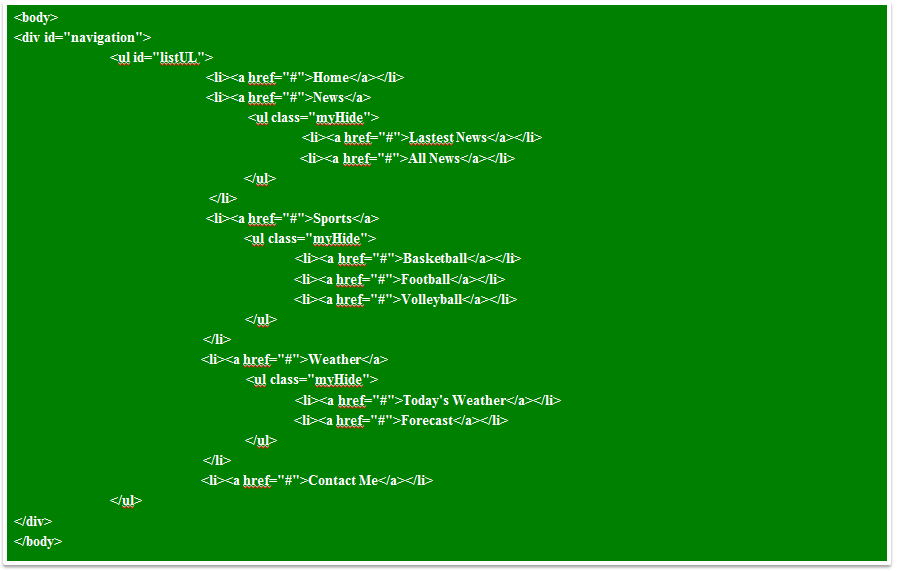 <body>
<div id="navigation">
<ul id="listUL">
<li><a href="#">Home</a></li>
<li><a href="#">News</a>
<ul class="myHide">
<li><a href="#">Lastest News</a></li>
<li><a href="#">All News</a></li>
</ul>
</li>
<li><a href="#">Sports</a>
<ul class="myHide">
<li><a href="#">Basketball</a></li>
<li><a href="#">Football</a></li>
<li><a href="#">Volleyball</a></li>
</ul>
</li>
<li><a href="#">Weather</a>
<ul class="myHide">
<li><a href="#">Today's Weather</a></li>
<li><a href="#">Forecast</a></li>
</ul>
</li>
<li><a href="#">Contact Me</a></li>
</ul>
</div>
</body>